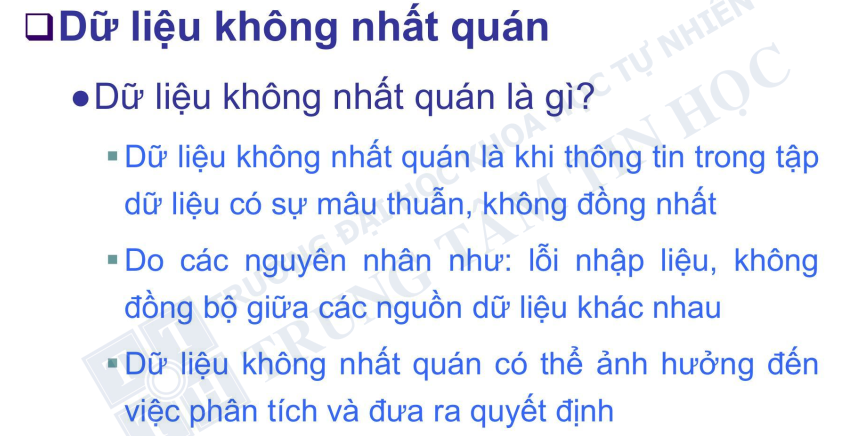 Dữ liệu không nhất quán
Dữ liệu không nhất quán là gì?
Dữ liệu không nhất quán là khi thông tin trong tập
dữ liệu có sự mâu thuẫn, không đồng nhất
Do các nguyên nhân như: lỗi nhập liệu, không
đồng bộ giữa các nguồn dữ liệu khác nhau
Dữ liệu không nhất quán có thể ảnh hưởng đến
việc phân tích và đưa ra quyết định
TRƯỜNG ĐẠI HỌC KHOA HỌC TỰ NHIÊN
TRUNG TÂM TIN HỌC